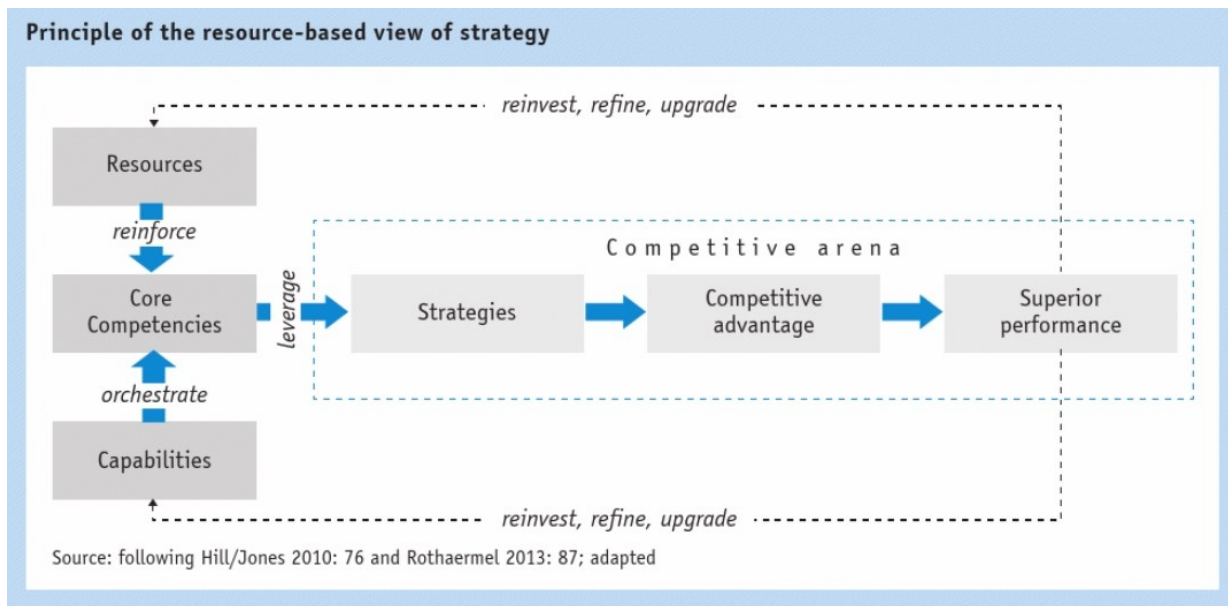 Principle of the resource-based view of strategy
reinvest, refine, upgrade
Resources
reinforce
Competitive arena
Core
Competencies
leverage
Strategies
Competitive
advantage
Superior
performance
orchestrate
Capabilities
reinvest, refine, upgrade
Source: following Hill/Jones 2010: 76 and Rothaermel 2013: 87; adapted